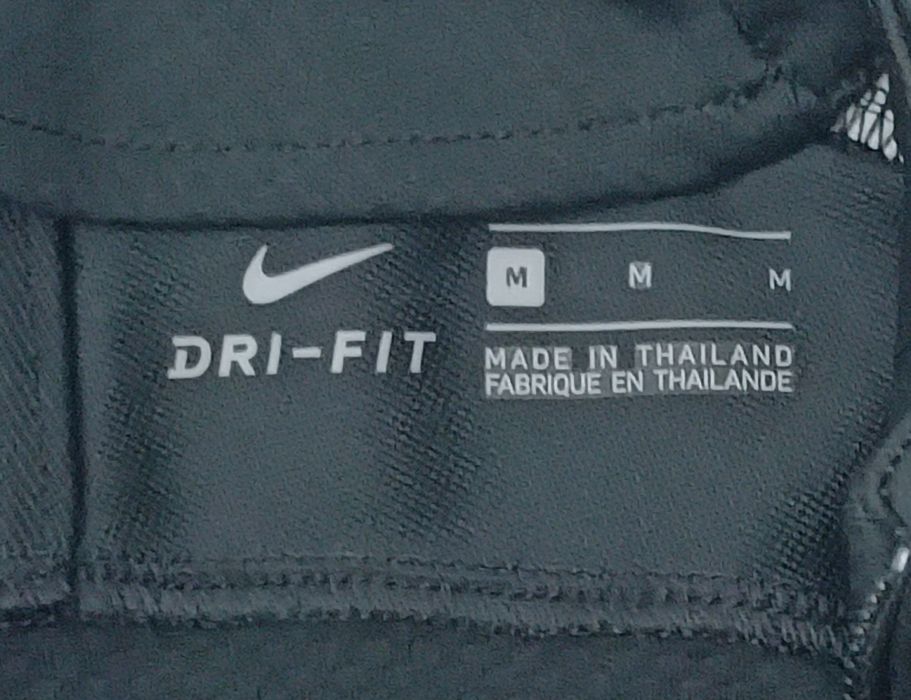 DRI-FIT
M M M
MADE IN THAILAND
FABRIQUE EN THAILANDE